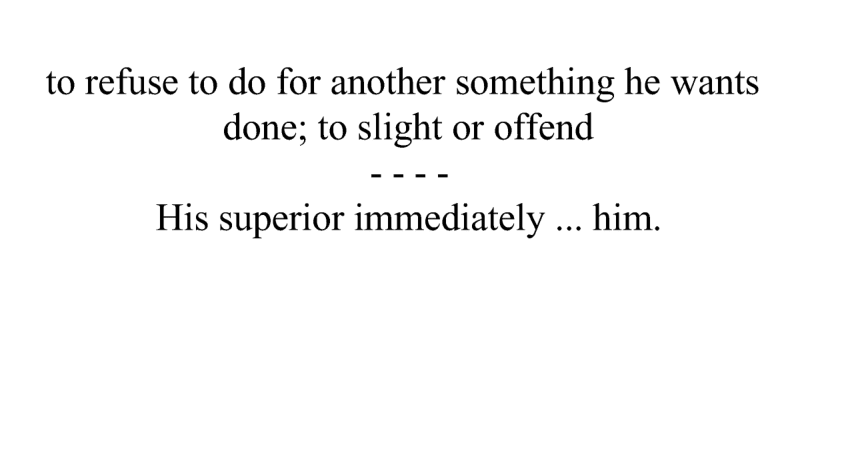 to refuse to do for another something he wants
done; to slight or offend
- - - -
His superior immediately ... him.